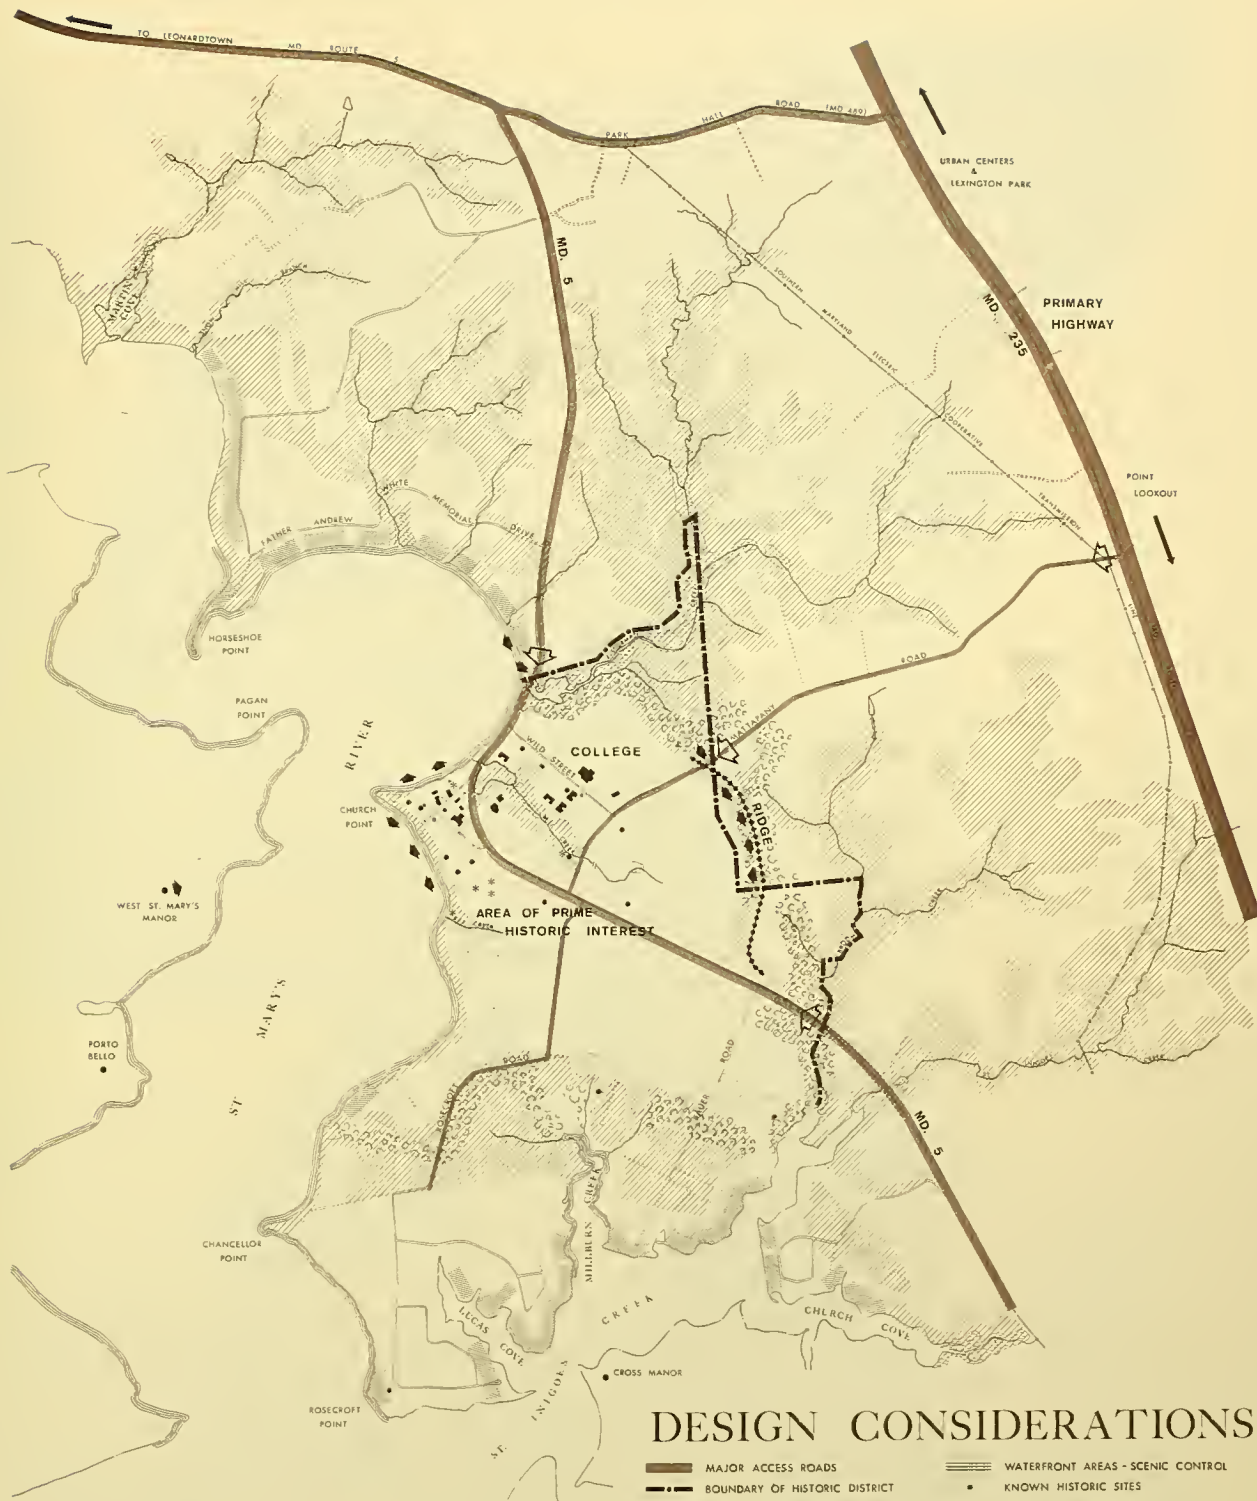 TO LEONARDTOWN MD ROUTE 5
PARK HALL ROAD (MD 489)
URBAN CENTERS
&
LEXINGTON PARK
MD. 5
MARTIN COVE
SOUTHERN MARYLAND ELECTRIC COOPERATIVE TRANSMISSION LINE
MD. 235
PRIMARY
HIGHWAY
POINT
LOOKOUT
FATHER ANDREW WHITE MEMORIAL DRIVE
HORSESHOE
POINT
PAGAN
POINT
ST MARY'S RIVER
WILD STREET
COLLEGE
MATTAPANY ROAD
RIDGE
CHURCH
POINT
WEST ST. MARY'S
MANOR
AREA OF PRIME
HISTORIC INTEREST
PORTO
BELLO
ROSECROFT ROAD
ROAD
MD. 5
MILLBURN CREEK
CHANCELLOR
POINT
LUCAS COVE
CHURCH COVE
ST. INIGOES CREEK
CROSS MANOR
ROSECROFT
POINT
DESIGN CONSIDERATIONS
MAJOR ACCESS ROADS
WATERFRONT AREAS - SCENIC CONTROL
BOUNDARY OF HISTORIC DISTRICT
KNOWN HISTORIC SITES